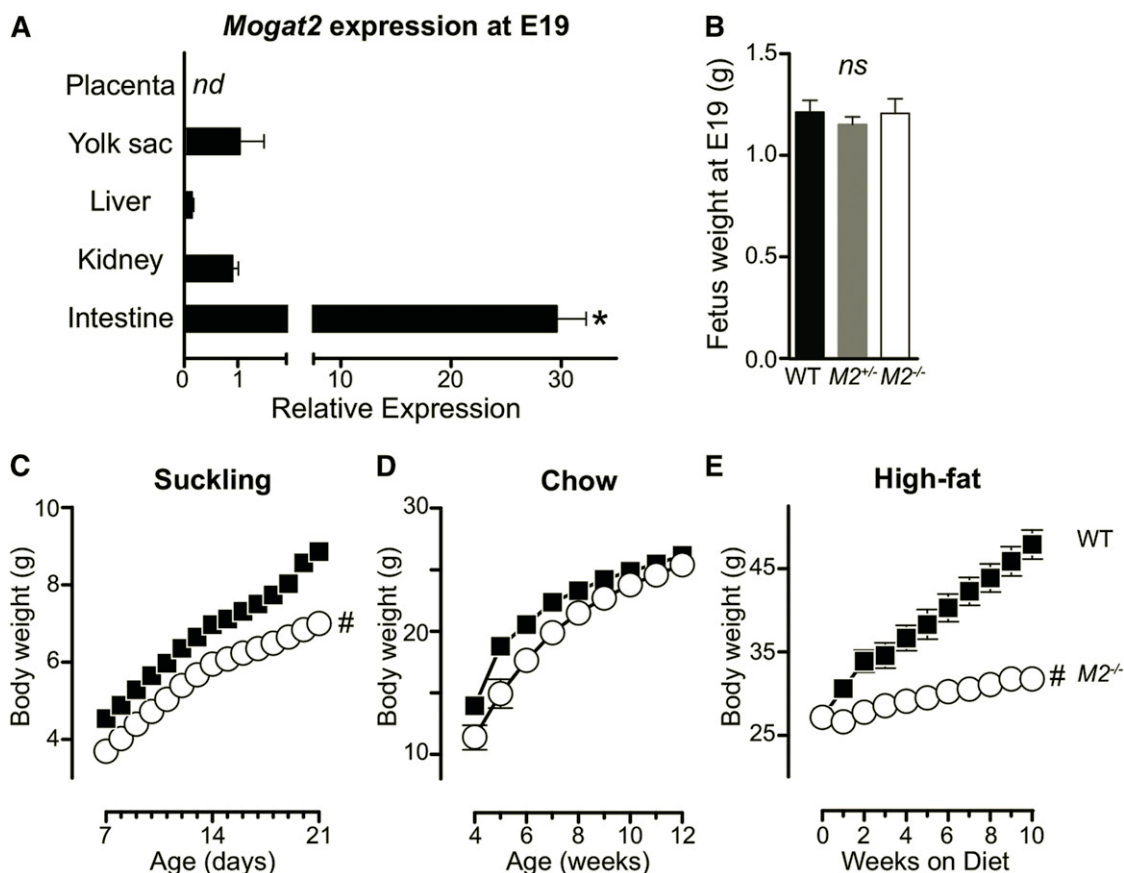 A
Mogat2 expression at E19
Placenta nd
Yolk sac
Liver
Kidney
Intestine *
0 1 10 20 30
Relative Expression
B
Fetus weight at E19 (g)
1.5
1.0
0.5
0.0
ns
WT M2+/- M2-/-
C
Suckling
Body weight (g)
10
8
6
4
#
7 14 21
Age (days)
D
Chow
Body weight (g)
30
20
10
4 6 8 10 12
Age (weeks)
E
High-fat
Body weight (g)
45
35
25
WT
# M2-/-
0 2 4 6 8 10
Weeks on Diet